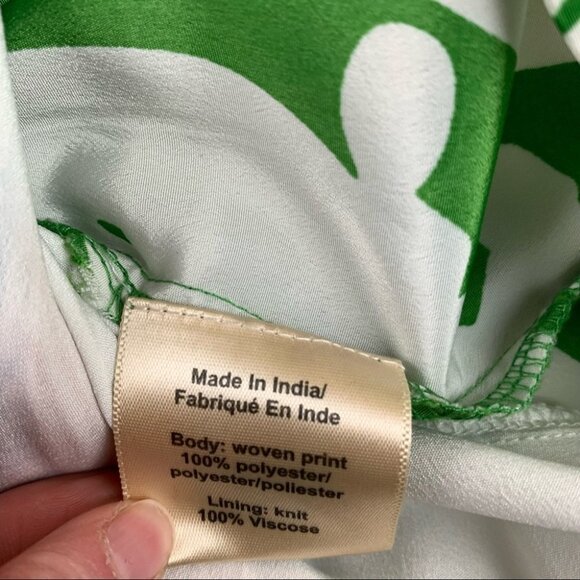 Made In India/
Fabriqué En Inde
Body: woven print
100% polyester/
polyester/poliester
Lining: knit
100% Viscose